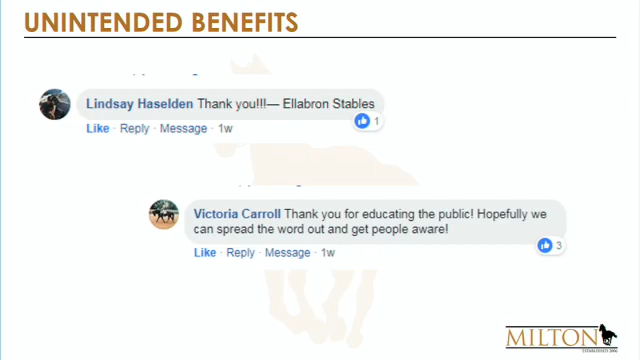 UNINTENDED BENEFITS
Lindsay Haselden Thank you!!!— Ellabron Stables
1
Like · Reply · Message · 1w
Victoria Carroll Thank you for educating the public! Hopefully we
can spread the word out and get people aware!
3
Like · Reply · Message · 1w
MILTON
ESTABLISHED 2006